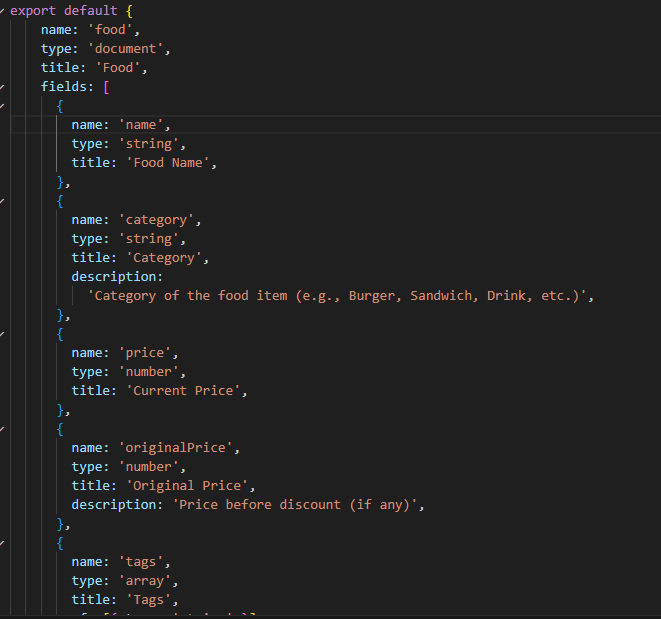 export default {
name: 'food',
type: 'document',
title: 'Food',
fields: [
{
name: 'name',
type: 'string',
title: 'Food Name',
},
{
name: 'category',
type: 'string',
title: 'Category',
description:
'Category of the food item (e.g., Burger, Sandwich, Drink, etc.)',
},
{
name: 'price',
type: 'number',
title: 'Current Price',
},
{
name: 'originalPrice',
type: 'number',
title: 'Original Price',
description: 'Price before discount (if any)',
},
{
name: 'tags',
type: 'array',
title: 'Tags',